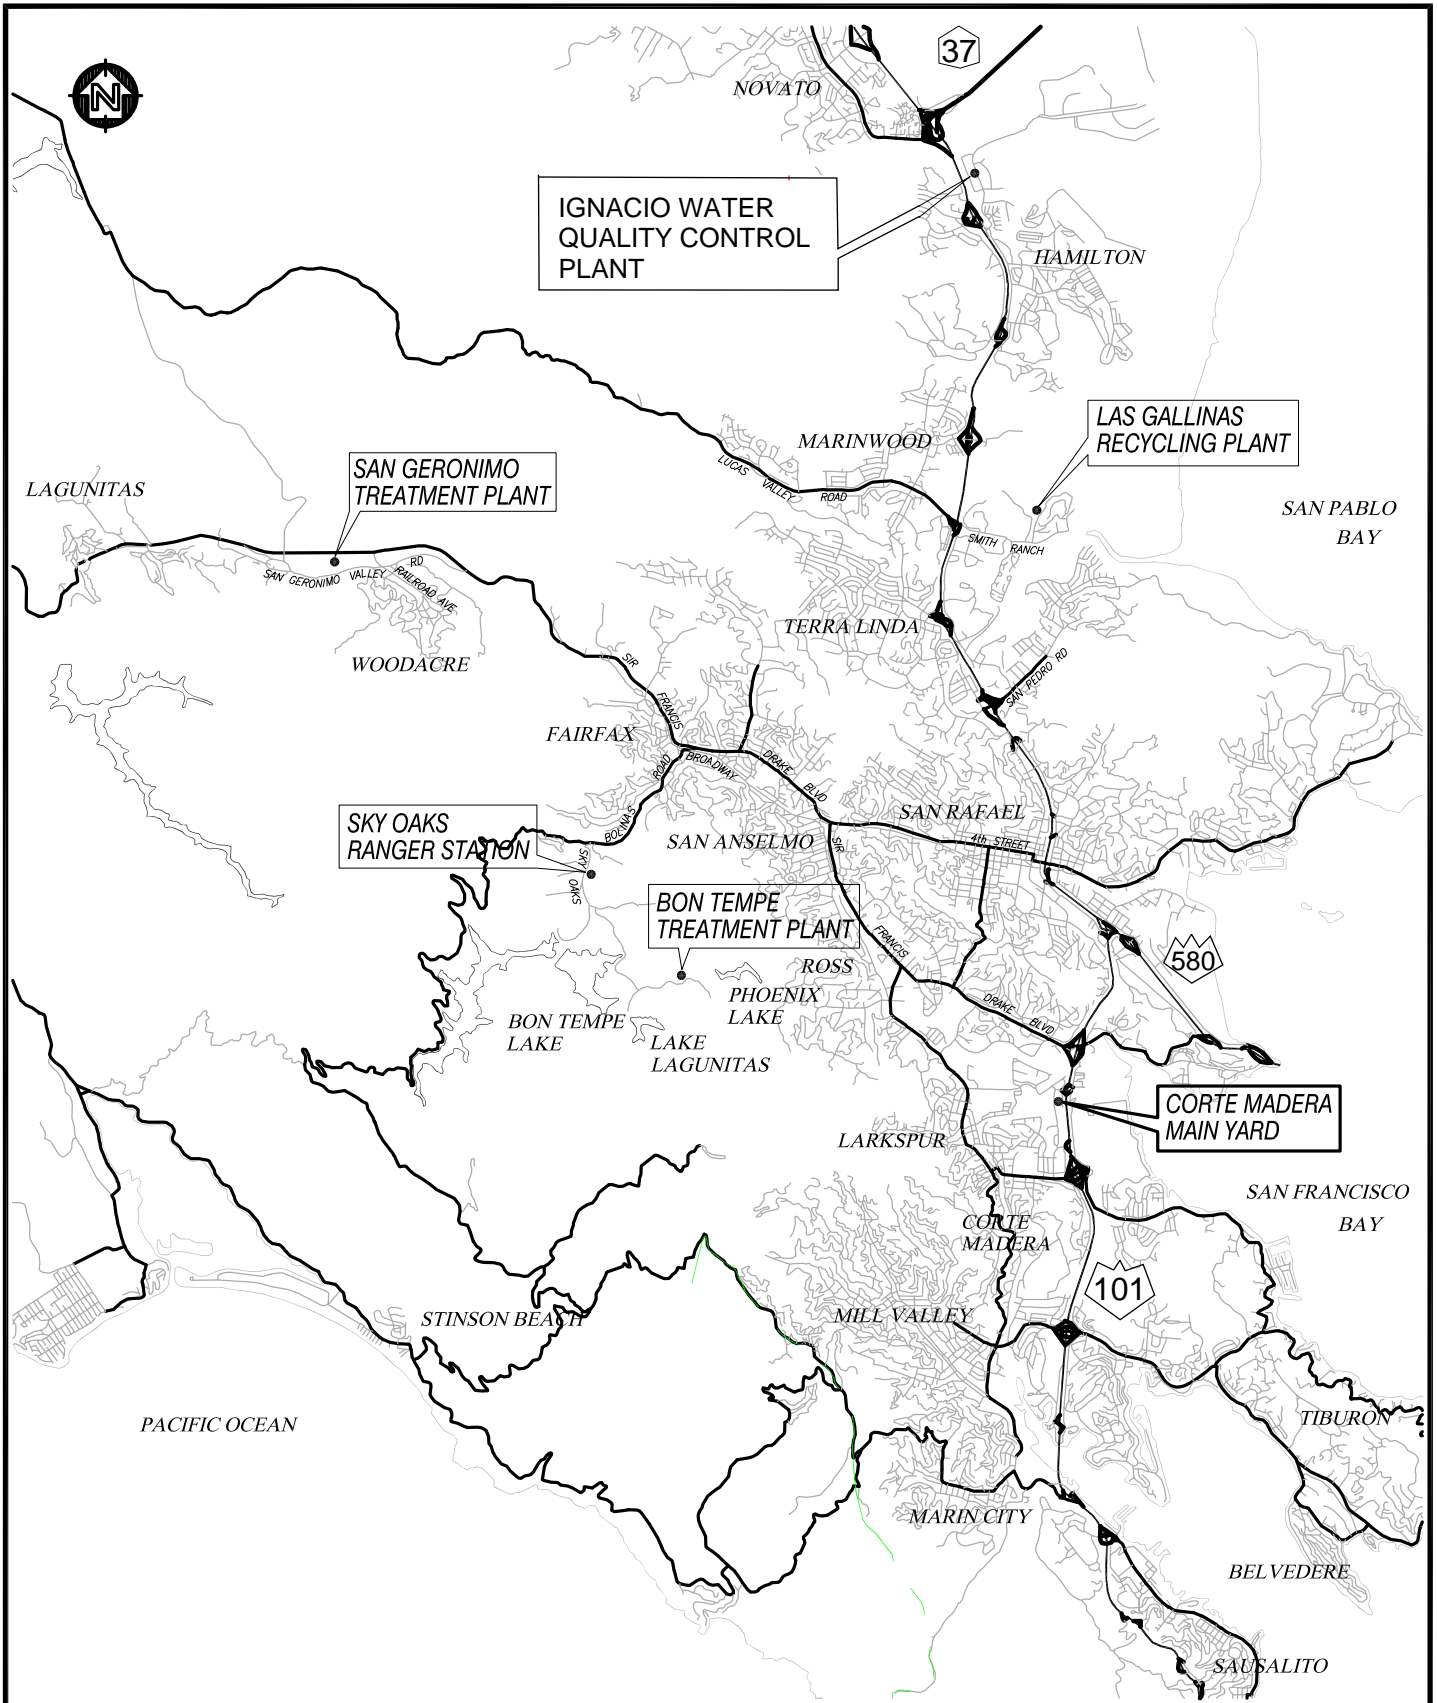 37
NOVATO
N
IGNACIO WATER
QUALITY CONTROL
PLANT
HAMILTON
LAS GALLINAS
RECYCLING PLANT
MARINWOOD
SAN GERONIMO
TREATMENT PLANT
LUCAS VALLEY ROAD
LAGUNITAS
SAN PABLO
BAY
SMITH RANCH
SAN GERONIMO VALLEY RD
RAILROAD AVE
TERRA LINDA
WOODACRE
SAN PEDRO RD
SIR FRANCIS DRAKE BLVD
FAIRFAX
BROADWAY
BOLINAS ROAD
SKY OAKS
RANGER STATION
SAN RAFAEL
SAN ANSELMO
4th STREET
SKY OAKS
BON TEMPE
TREATMENT PLANT
SIR FRANCIS DRAKE BLVD
580
ROSS
PHOENIX
LAKE
BON TEMPE
LAKE
LAKE
LAGUNITAS
CORTE MADERA
MAIN YARD
LARKSPUR
SAN FRANCISCO
BAY
CORTE
MADERA
101
STINSON BEACH
MILL VALLEY
PACIFIC OCEAN
TIBURON
MARIN CITY
BELVEDERE
SAUSALITO